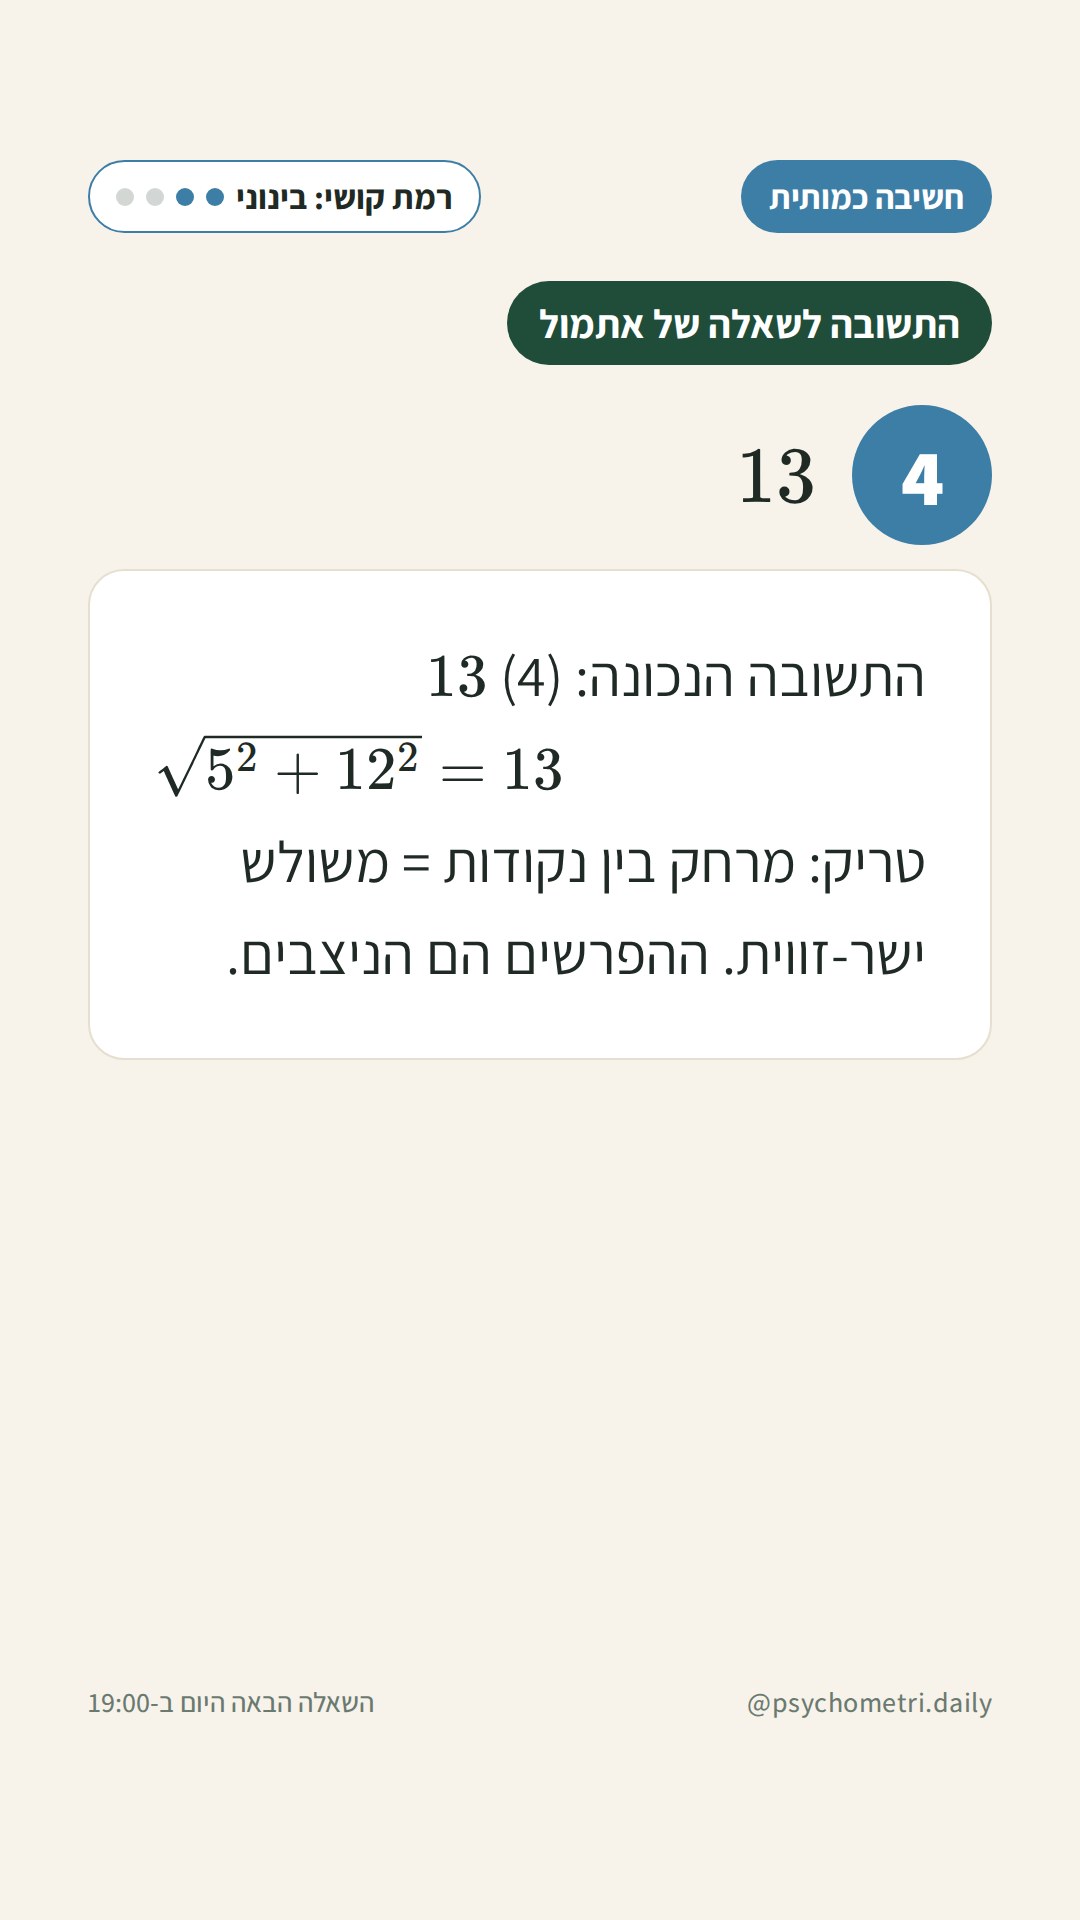 חשיבה כמותית
רמת קושי: בינוני
התשובה לשאלה של אתמול
4
13
התשובה הנכונה: (4) 13
√(5² + 12²) = 13
טריק: מרחק בין נקודות = משולש
ישר-זווית. ההפרשים הם הניצבים.
@psychometri.daily
השאלה הבאה היום ב-19:00